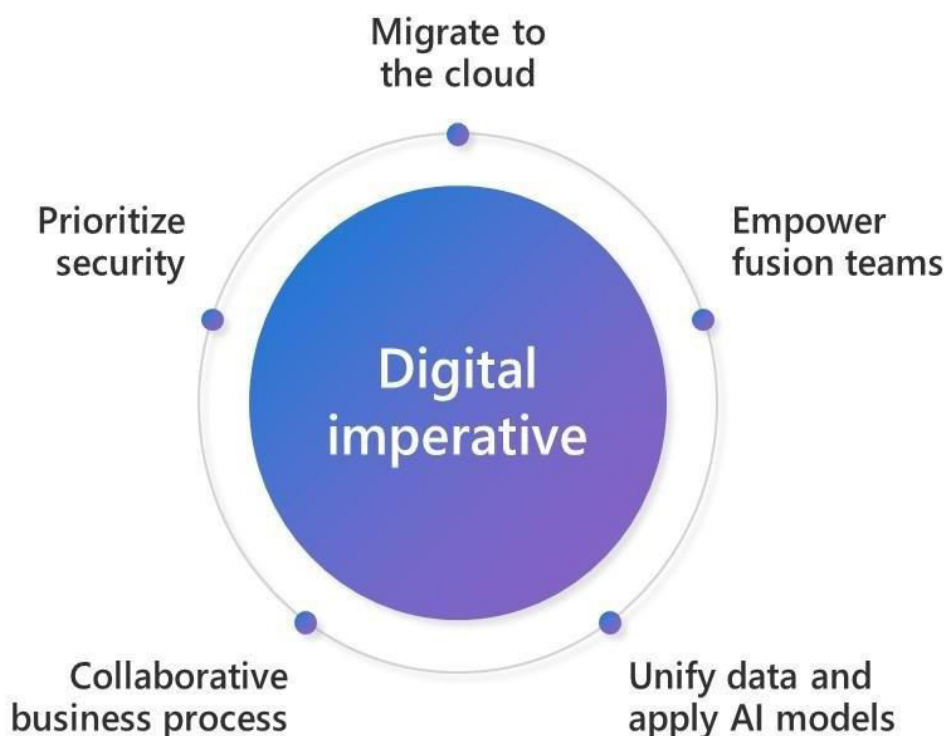 Migrate to
the cloud
Prioritize
security
Empower
fusion teams
Digital
imperative
Collaborative
business process
Unify data and
apply AI models